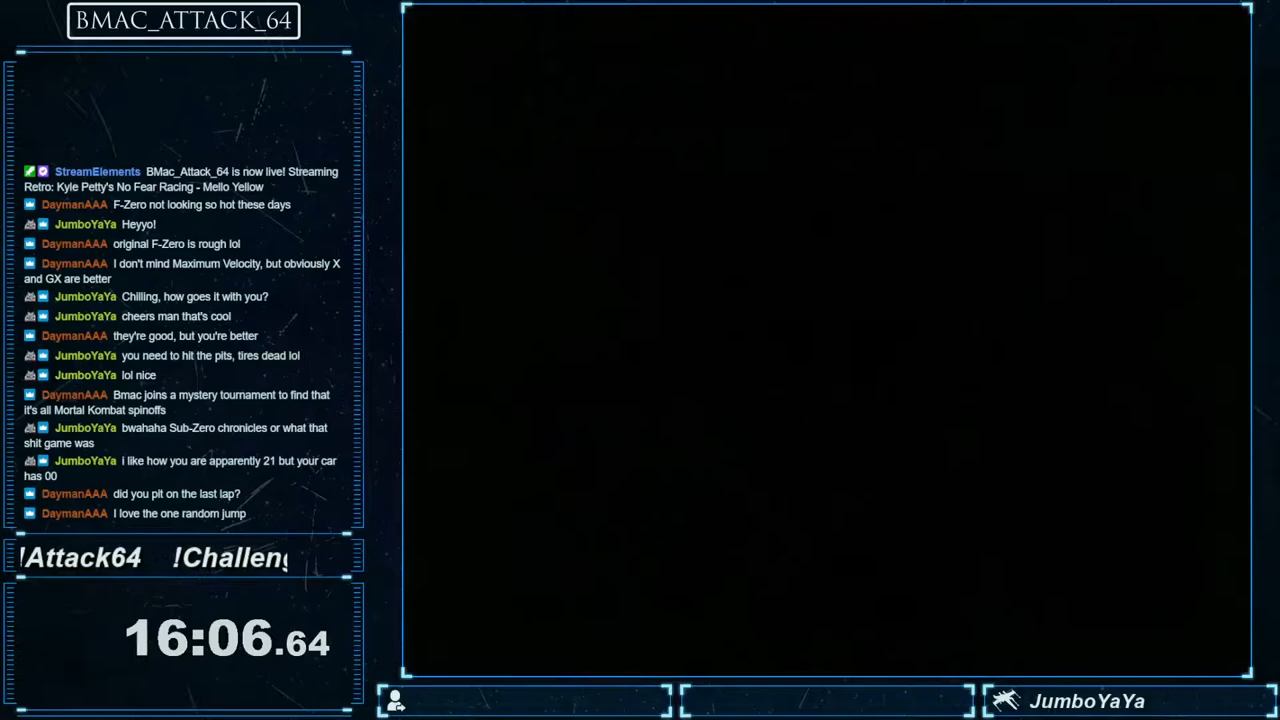 BMAC_ATTACK_64
StreamElements BMac_Attack_64 is now live! Streaming
Retro: Kyle Petty's No Fear Racing - Mello Yellow
DaymanAAA F-Zero not looking so hot these days
JumboYaYa Heyyo!
DaymanAAA original F-Zero is rough lol
DaymanAAA I don't mind Maximum Velocity, but obviously X
and GX are better
JumboYaYa Chilling, how goes it with you?
JumboYaYa cheers man that's cool
DaymanAAA they're good, but you're better
JumboYaYa you need to hit the pits, tires dead lol
JumboYaYa lol nice
DaymanAAA Bmac joins a mystery tournament to find that
it's all Mortal Kombat spinoffs
JumboYaYa bwahaha Sub-Zero chronicles or what that
shit game was
JumboYaYa i like how you are apparently 21 but your car
has 00
DaymanAAA did you pit on the last lap?
DaymanAAA I love the one random jump
!Attack64 !Challeng
16:06.64
JumboYaYa